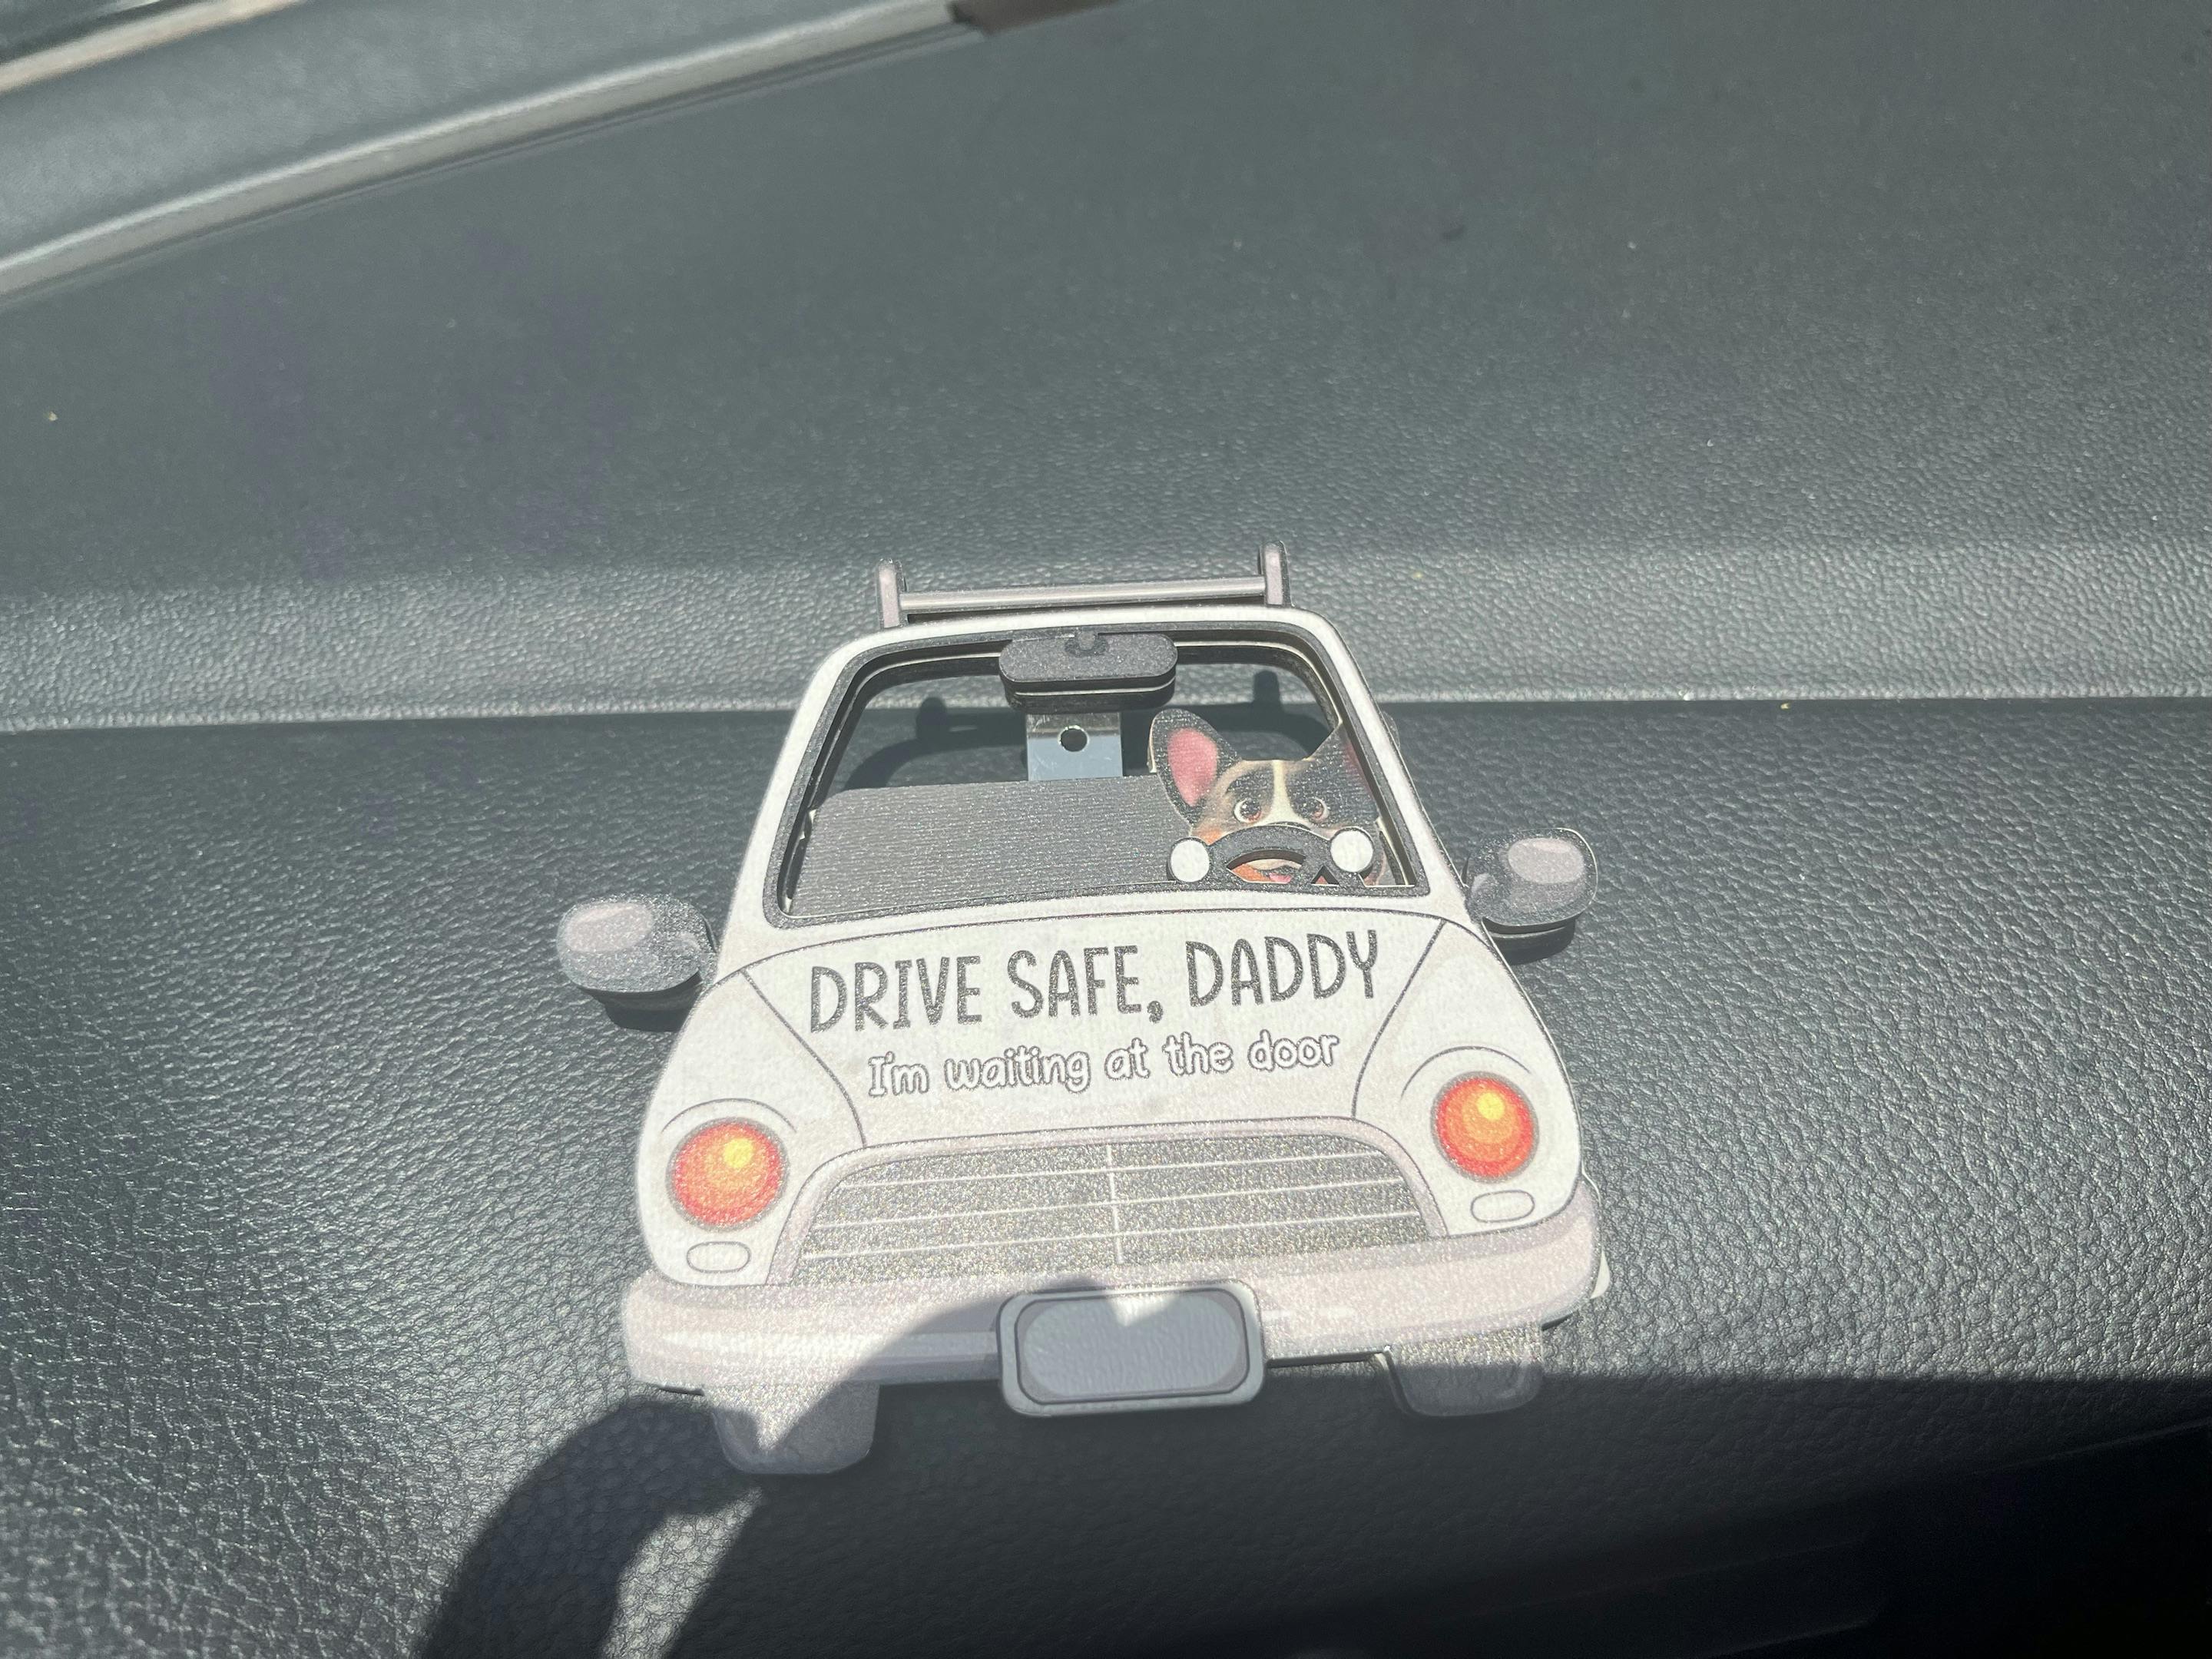 DRIVE SAFE, DADDY
I'm waiting at the door